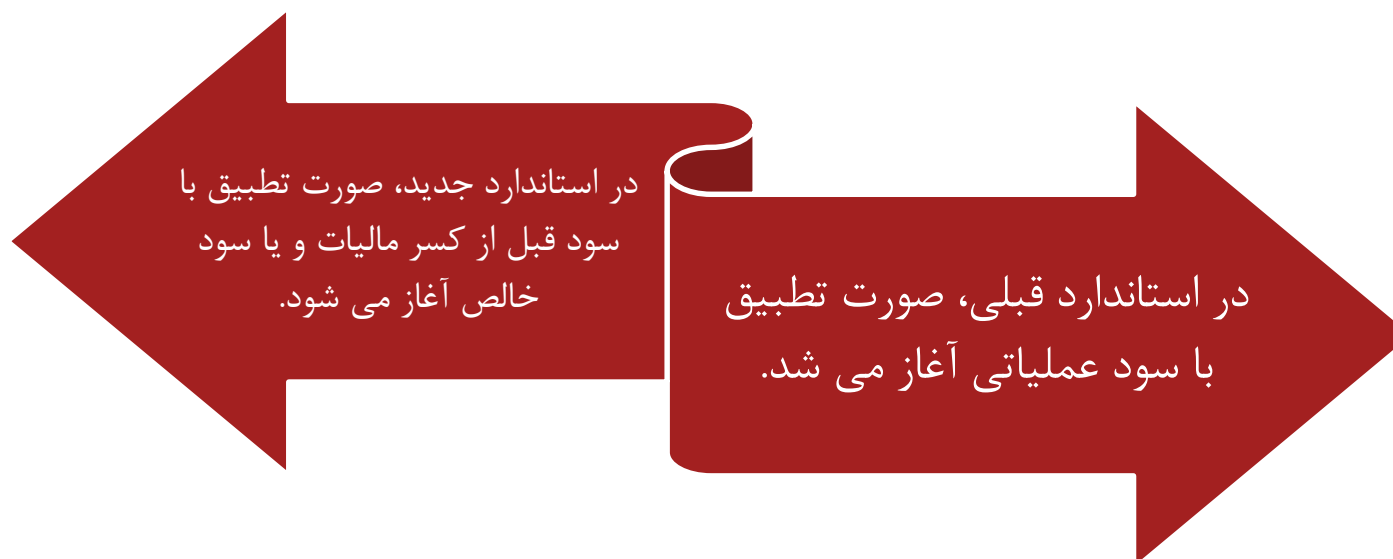 در استاندارد قبلی، صورت تطبیق
با سود عملیاتی آغاز می شد.
در استاندارد جدید، صورت تطبیق با
سود قبل از کسر مالیات و یا سود
خالص آغاز می شود.